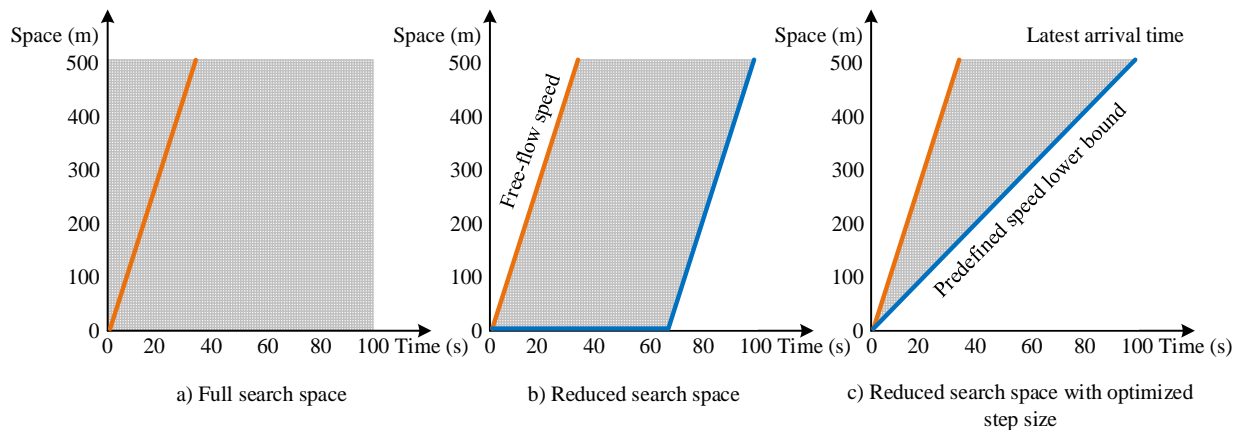 Space (m)
500
400
300
200
100
0
0 20 40 60 80 100 Time (s)
a) Full search space
Space (m)
500
400
300
200
100
0
0 20 40 60 80 100 Time (s)
Free-flow speed
b) Reduced search space
Space (m)
500
400
300
200
100
0
0 20 40 60 80 100 Time (s)
Latest arrival time
Predefined speed lower bound
c) Reduced search space with optimized
step size